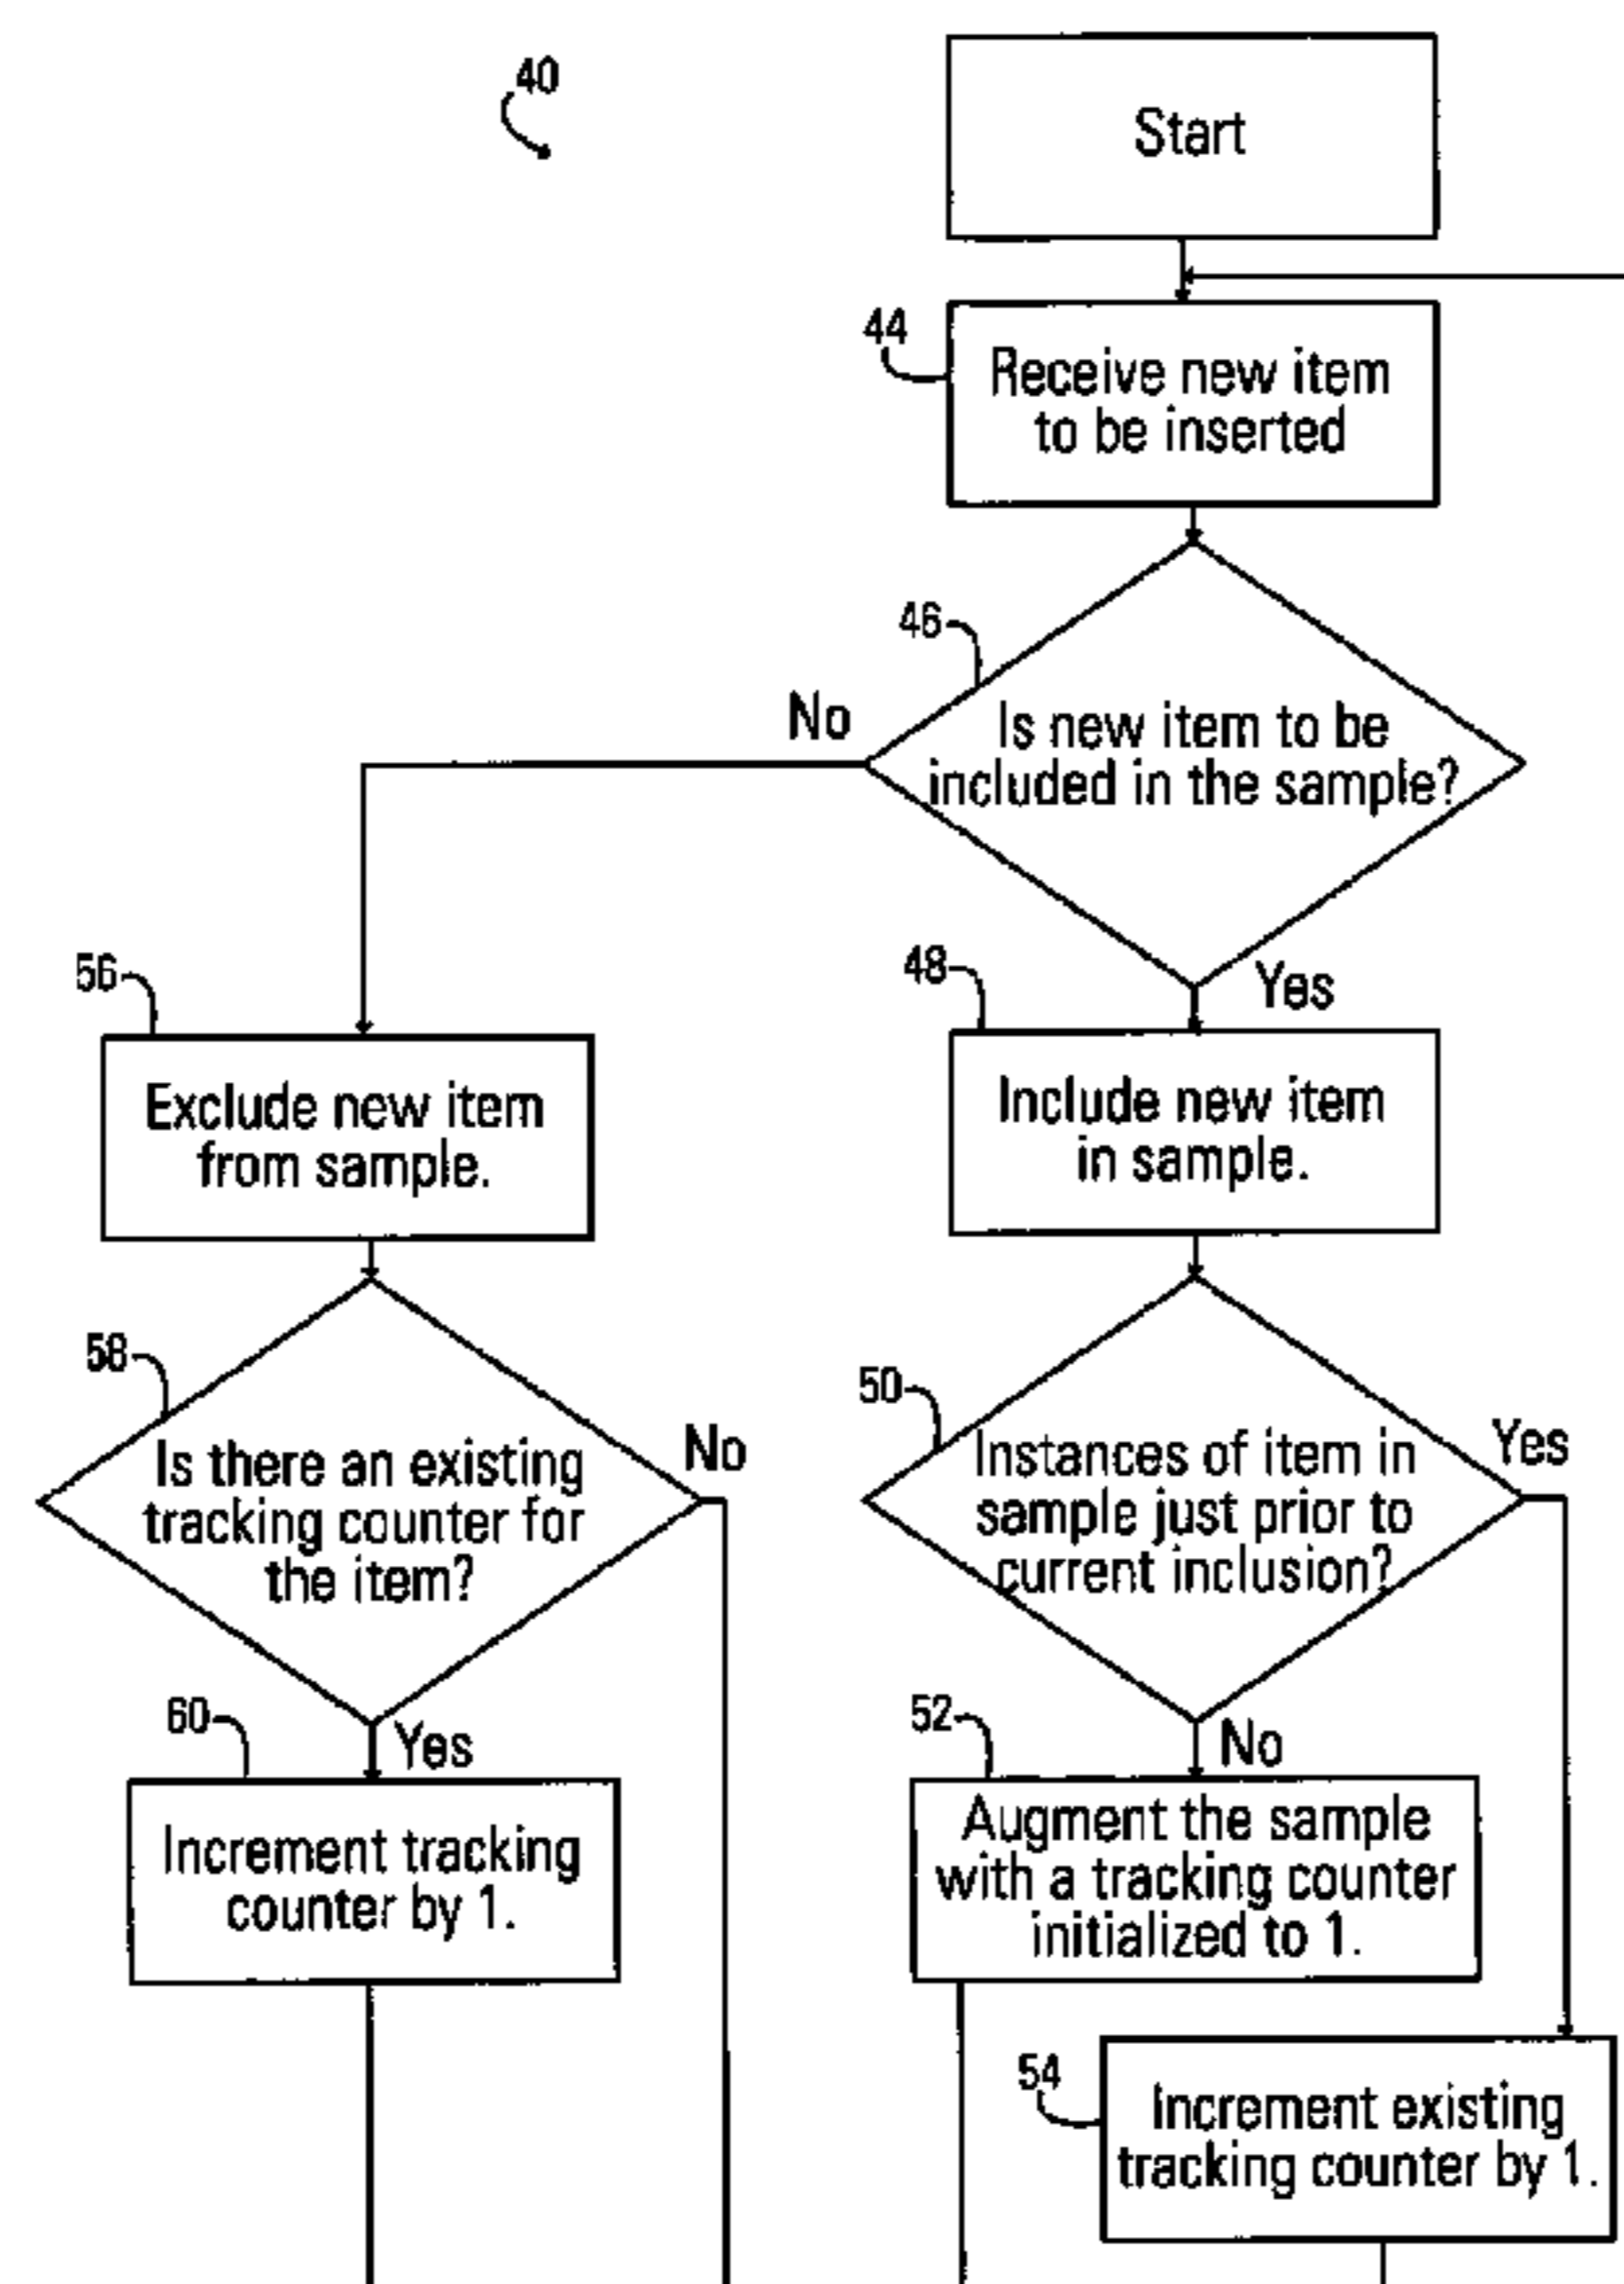 40
Start
44
Receive new item
to be inserted
46
No
Is new item to be
included in the sample?
Yes
56
Exclude new item
from sample.
48
Include new item
in sample.
58
Is there an existing
tracking counter for
the item?
No
Yes
50
Instances of item in
sample just prior to
current inclusion?
Yes
No
60
Increment tracking
counter by 1.
52
Augment the sample
with a tracking counter
initialized to 1.
54
Increment existing
tracking counter by 1.